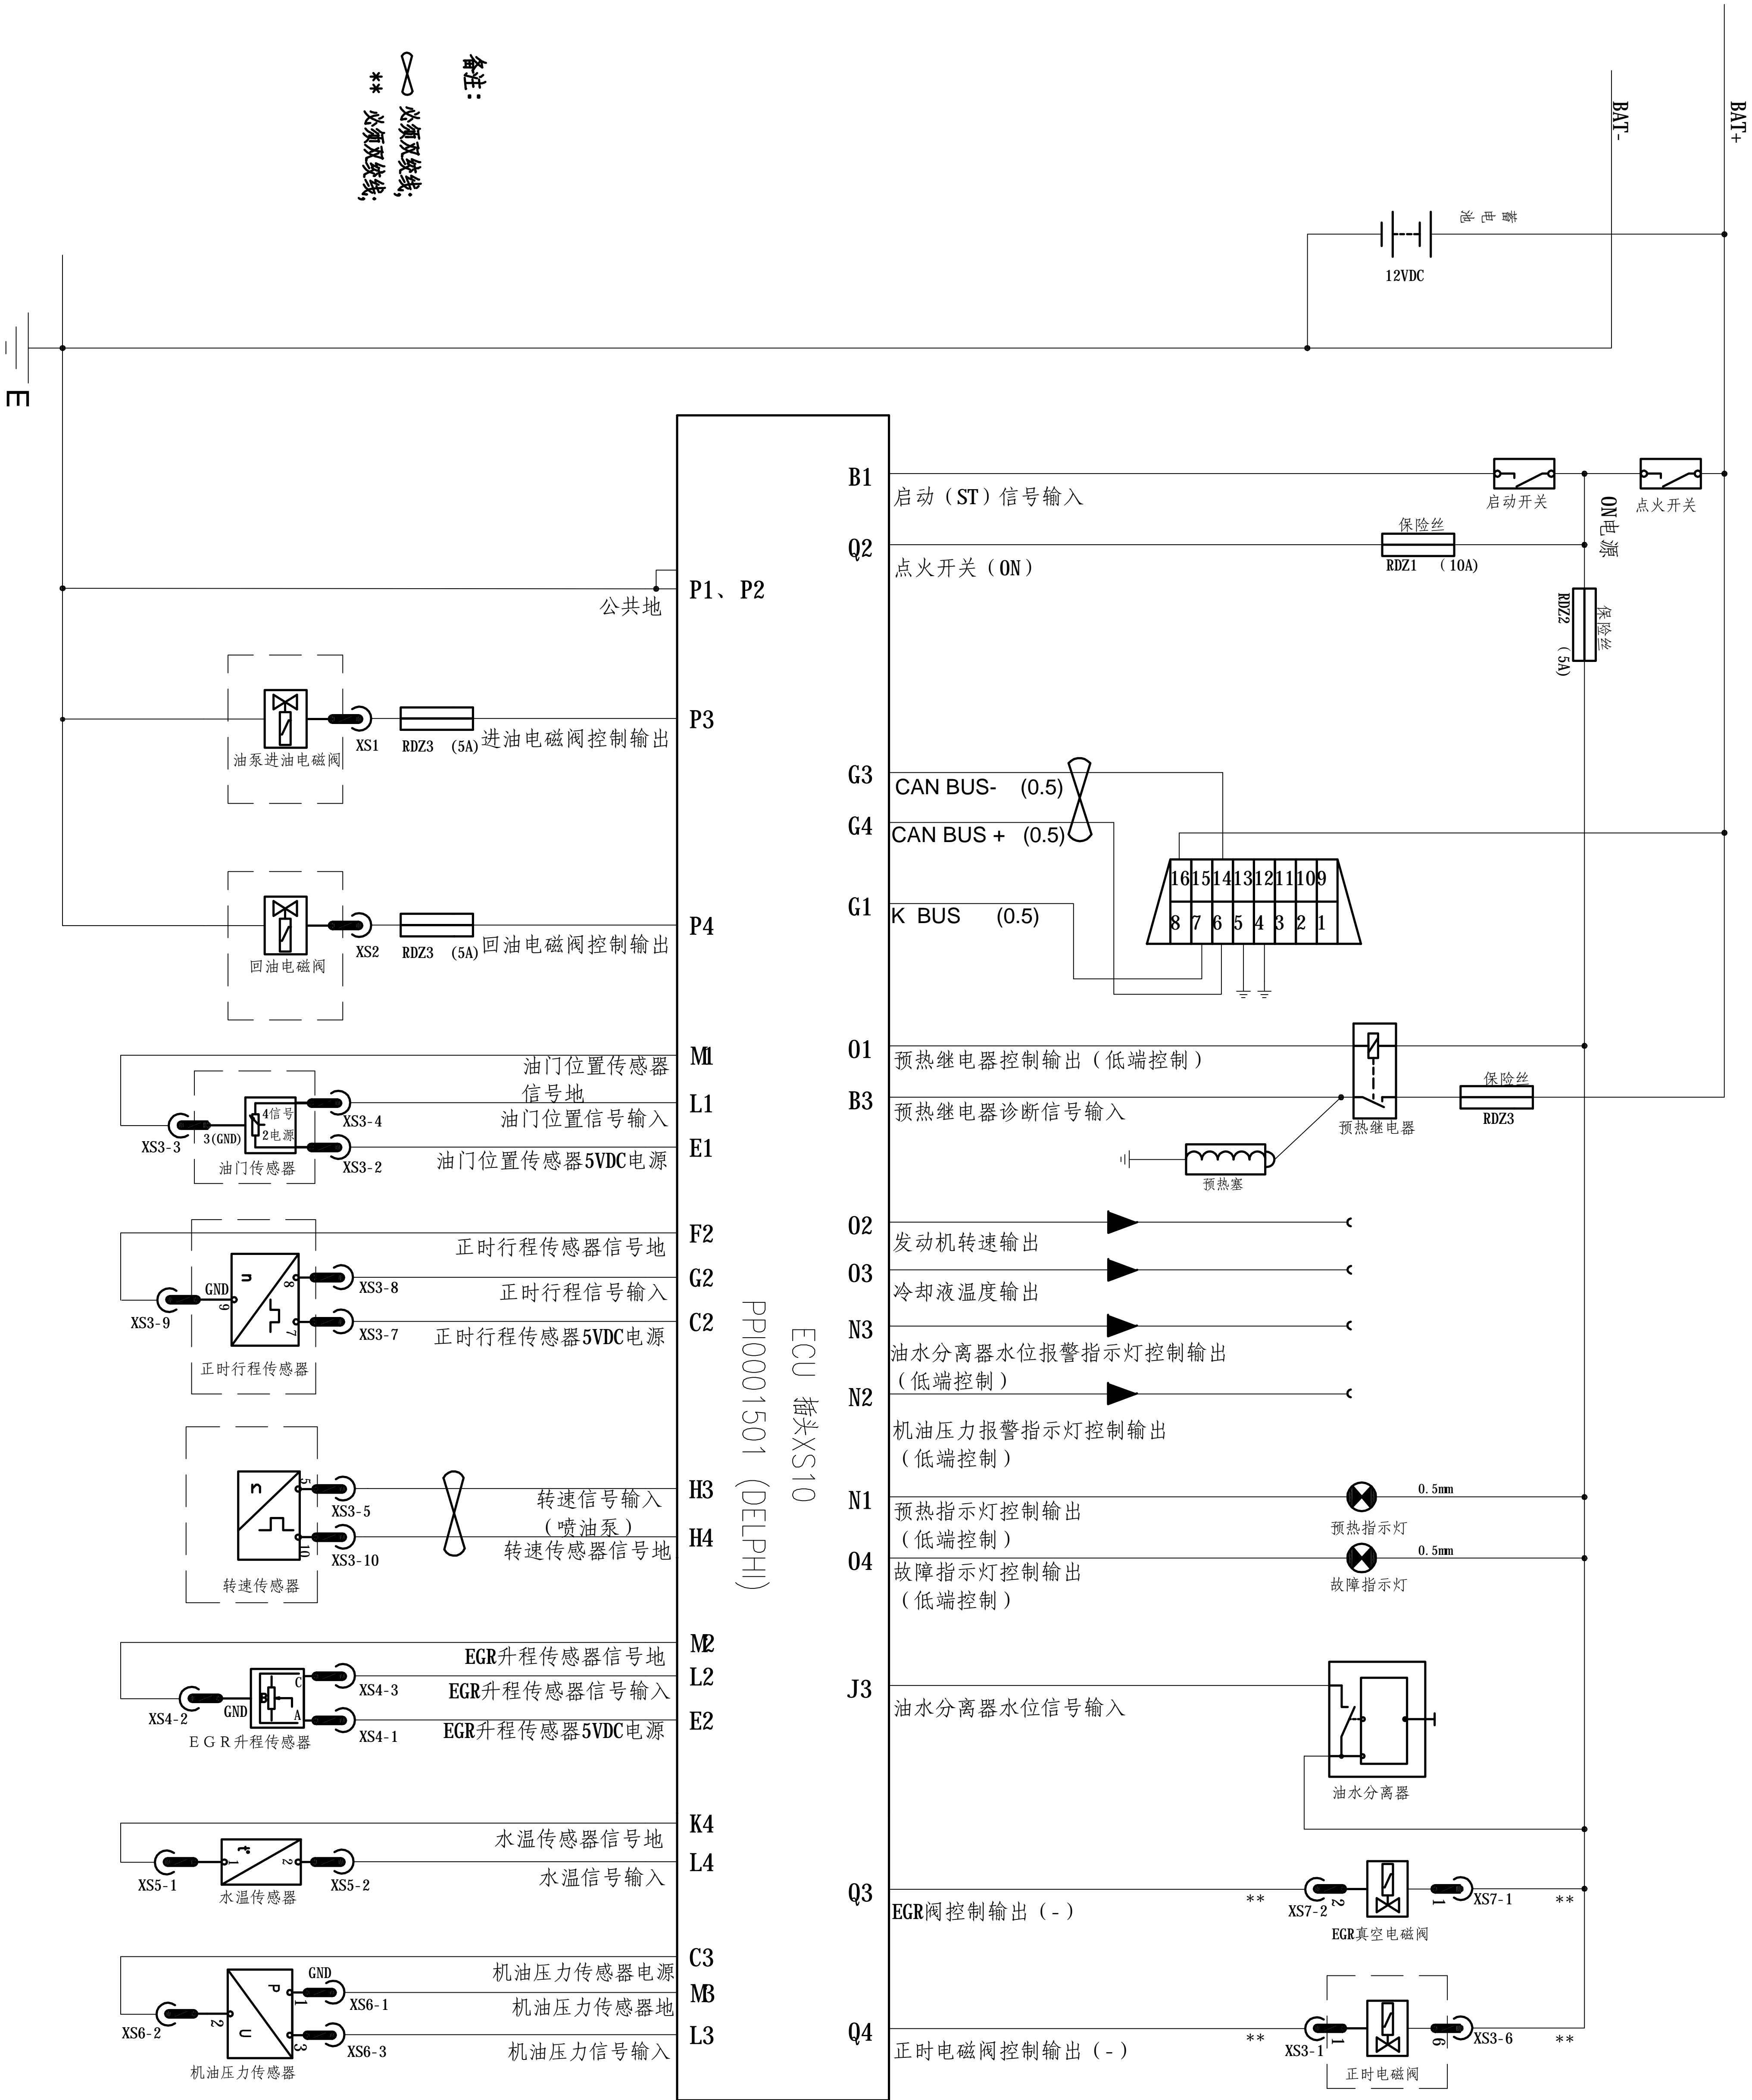 BAT+
BAT-
备注：
必须双绞线;
** 必须双绞线;
蓄电池
12VDC
E
B1
启动（ST）信号输入
启动开关
点火开关
ON电源
Q2
点火开关（ON）
保险丝
RDZ1 （10A)
保险丝
RDZ2 （5A)
P1、P2
公共地
P3
进油电磁阀控制输出
RDZ3 (5A)
XS1
油泵进油电磁阀
G3
CAN BUS- (0.5)
G4
CAN BUS + (0.5)
G1
K BUS (0.5)
16 15 14 13 12 11 10 9
8 7 6 5 4 3 2 1
P4
回油电磁阀控制输出
RDZ3 (5A)
XS2
回油电磁阀
M1
油门位置传感器
信号地
L1
油门位置信号输入
E1
油门位置传感器5VDC电源
XS3-4
XS3-2
XS3-3
3(GND)
4信号
2电源
油门传感器
O1
预热继电器控制输出（低端控制）
B3
预热继电器诊断信号输入
预热继电器
保险丝
RDZ3
预热塞
F2
正时行程传感器信号地
G2
正时行程信号输入
C2
正时行程传感器5VDC电源
XS3-8
XS3-7
XS3-9
GND
n
8
9
7
正时行程传感器
O2
发动机转速输出
O3
冷却液温度输出
N3
油水分离器水位报警指示灯控制输出
（低端控制）
N2
机油压力报警指示灯控制输出
（低端控制）
ECU 插头XS10
PPI0001501 (DELPHI)
H3
转速信号输入
（喷油泵）
H4
转速传感器信号地
XS3-5
XS3-10
n
5
10
转速传感器
N1
预热指示灯控制输出
（低端控制）
0.5mm
预热指示灯
O4
故障指示灯控制输出
（低端控制）
0.5mm
故障指示灯
M2
EGR升程传感器信号地
L2
EGR升程传感器信号输入
E2
EGR升程传感器5VDC电源
XS4-3
XS4-1
XS4-2
GND
C
B
A
EGR升程传感器
J3
油水分离器水位信号输入
油水分离器
K4
水温传感器信号地
L4
水温信号输入
XS5-1
XS5-2
t°
1
2
水温传感器
Q3
EGR阀控制输出（-）
**
XS7-2
2
1
XS7-1
**
EGR真空电磁阀
C3
机油压力传感器电源
M3
机油压力传感器地
L3
机油压力信号输入
GND
XS6-1
XS6-3
XS6-2
P
U
1
2
3
机油压力传感器
Q4
正时电磁阀控制输出（-）
**
XS3-1
1
6
XS3-6
**
正时电磁阀